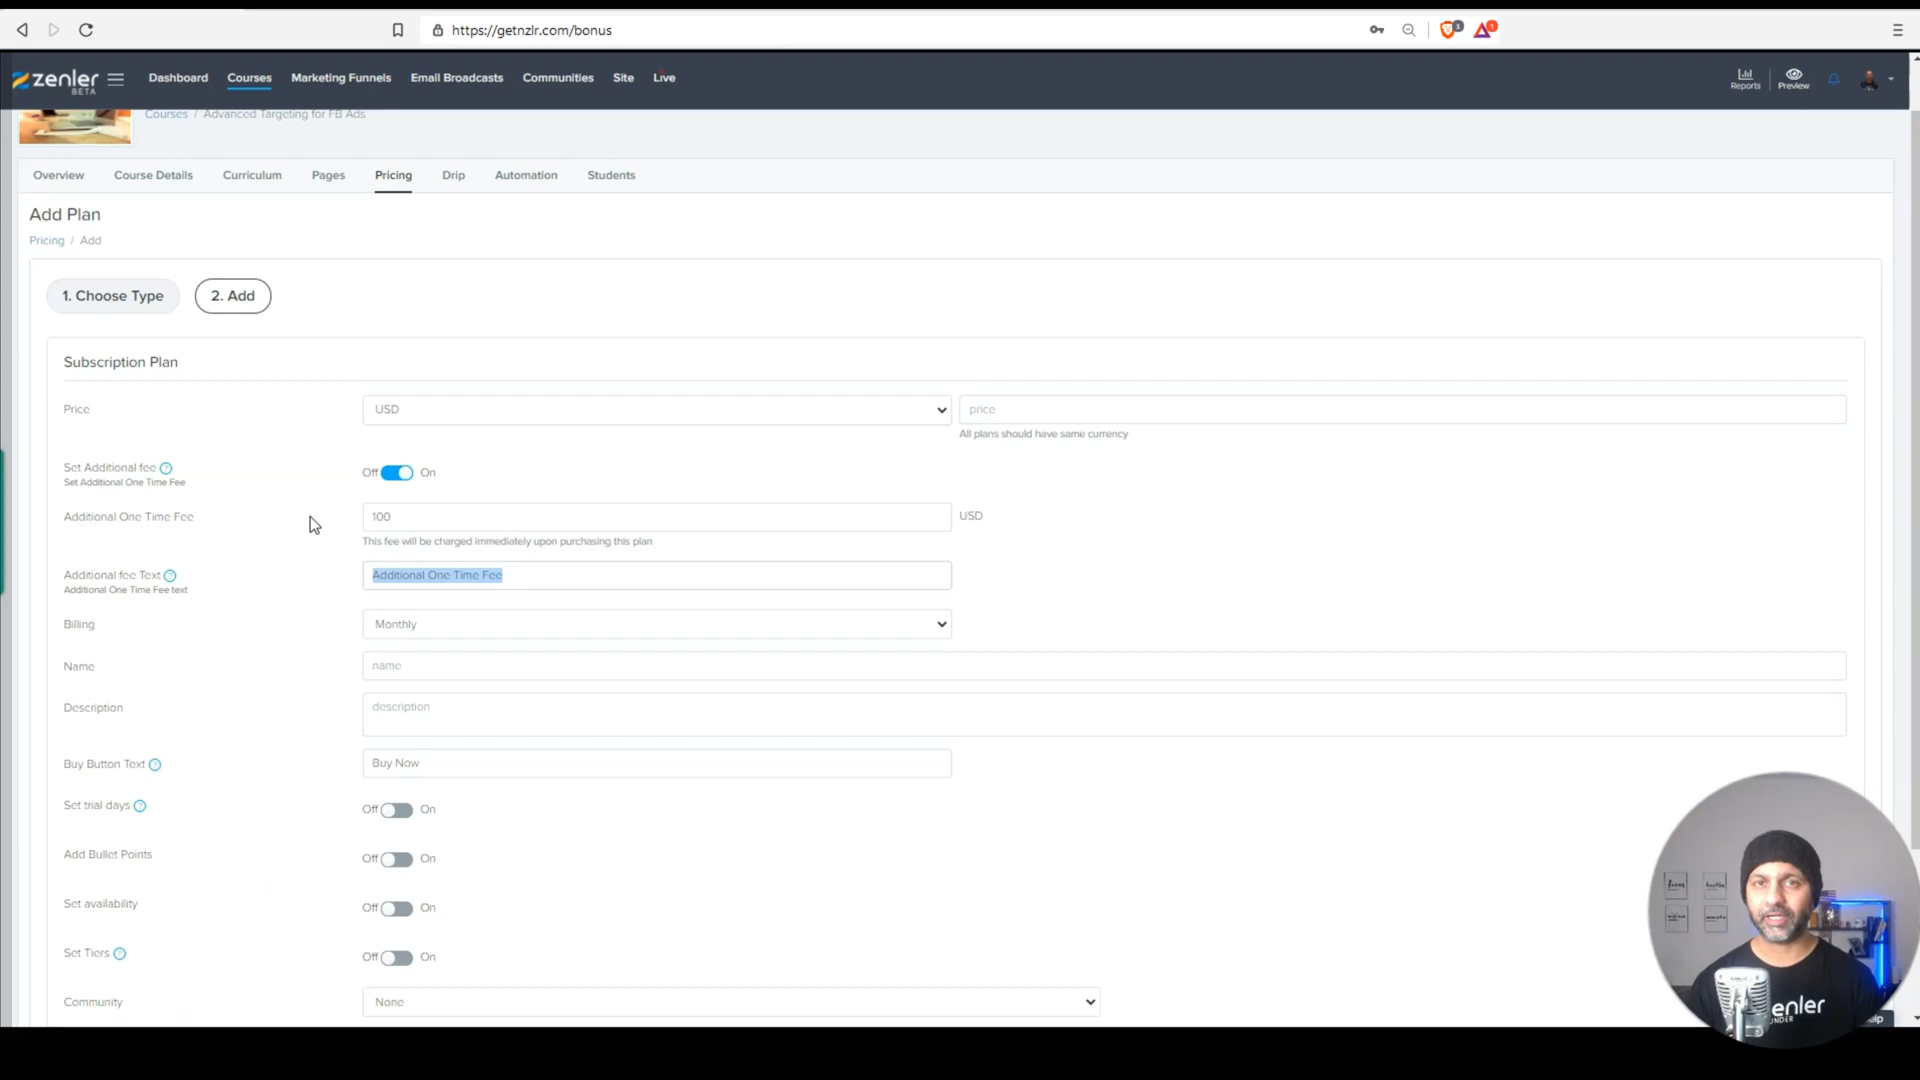 https://getnzlr.com/bonus
3
1
zenler
BETA
Dashboard
Courses
Marketing Funnels
Email Broadcasts
Communities
Site
Live
Reports
Preview
Courses / Advanced Targeting for FB Ads
Overview
Course Details
Curriculum
Pages
Pricing
Drip
Automation
Students
Add Plan
Pricing / Add
1. Choose Type
2. Add
Subscription Plan
Price
USD
price
All plans should have same currency
Set Additional fee ?
Off On
Set Additional One Time Fee
Additional One Time Fee
100
USD
This fee will be charged immediately upon purchasing this plan
Additional fee Text ?
Additional One Time Fee
Additional One Time Fee text
Billing
Monthly
Name
name
Description
description
Buy Button Text ?
Buy Now
Set trial days ?
Off On
Add Bullet Points
Off On
Set availability
Off On
Set Tiers ?
Off On
Community
None
enler